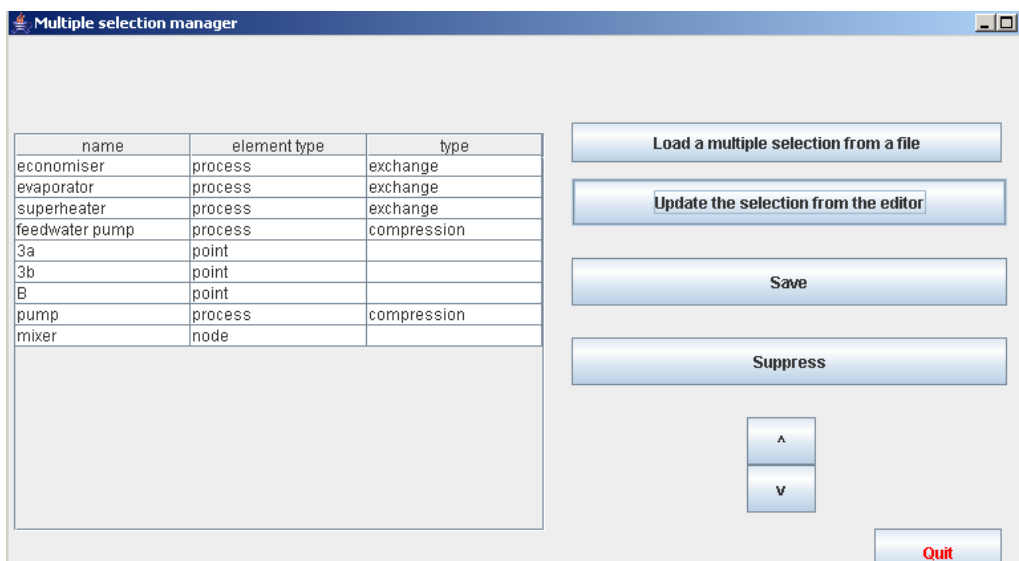 Multiple selection manager
name element type type
economiser process exchange
evaporator process exchange
superheater process exchange
feedwater pump process compression
3a point
3b point
B point
pump process compression
mixer node
Load a multiple selection from a file
Update the selection from the editor
Save
Suppress
^
v
Quit